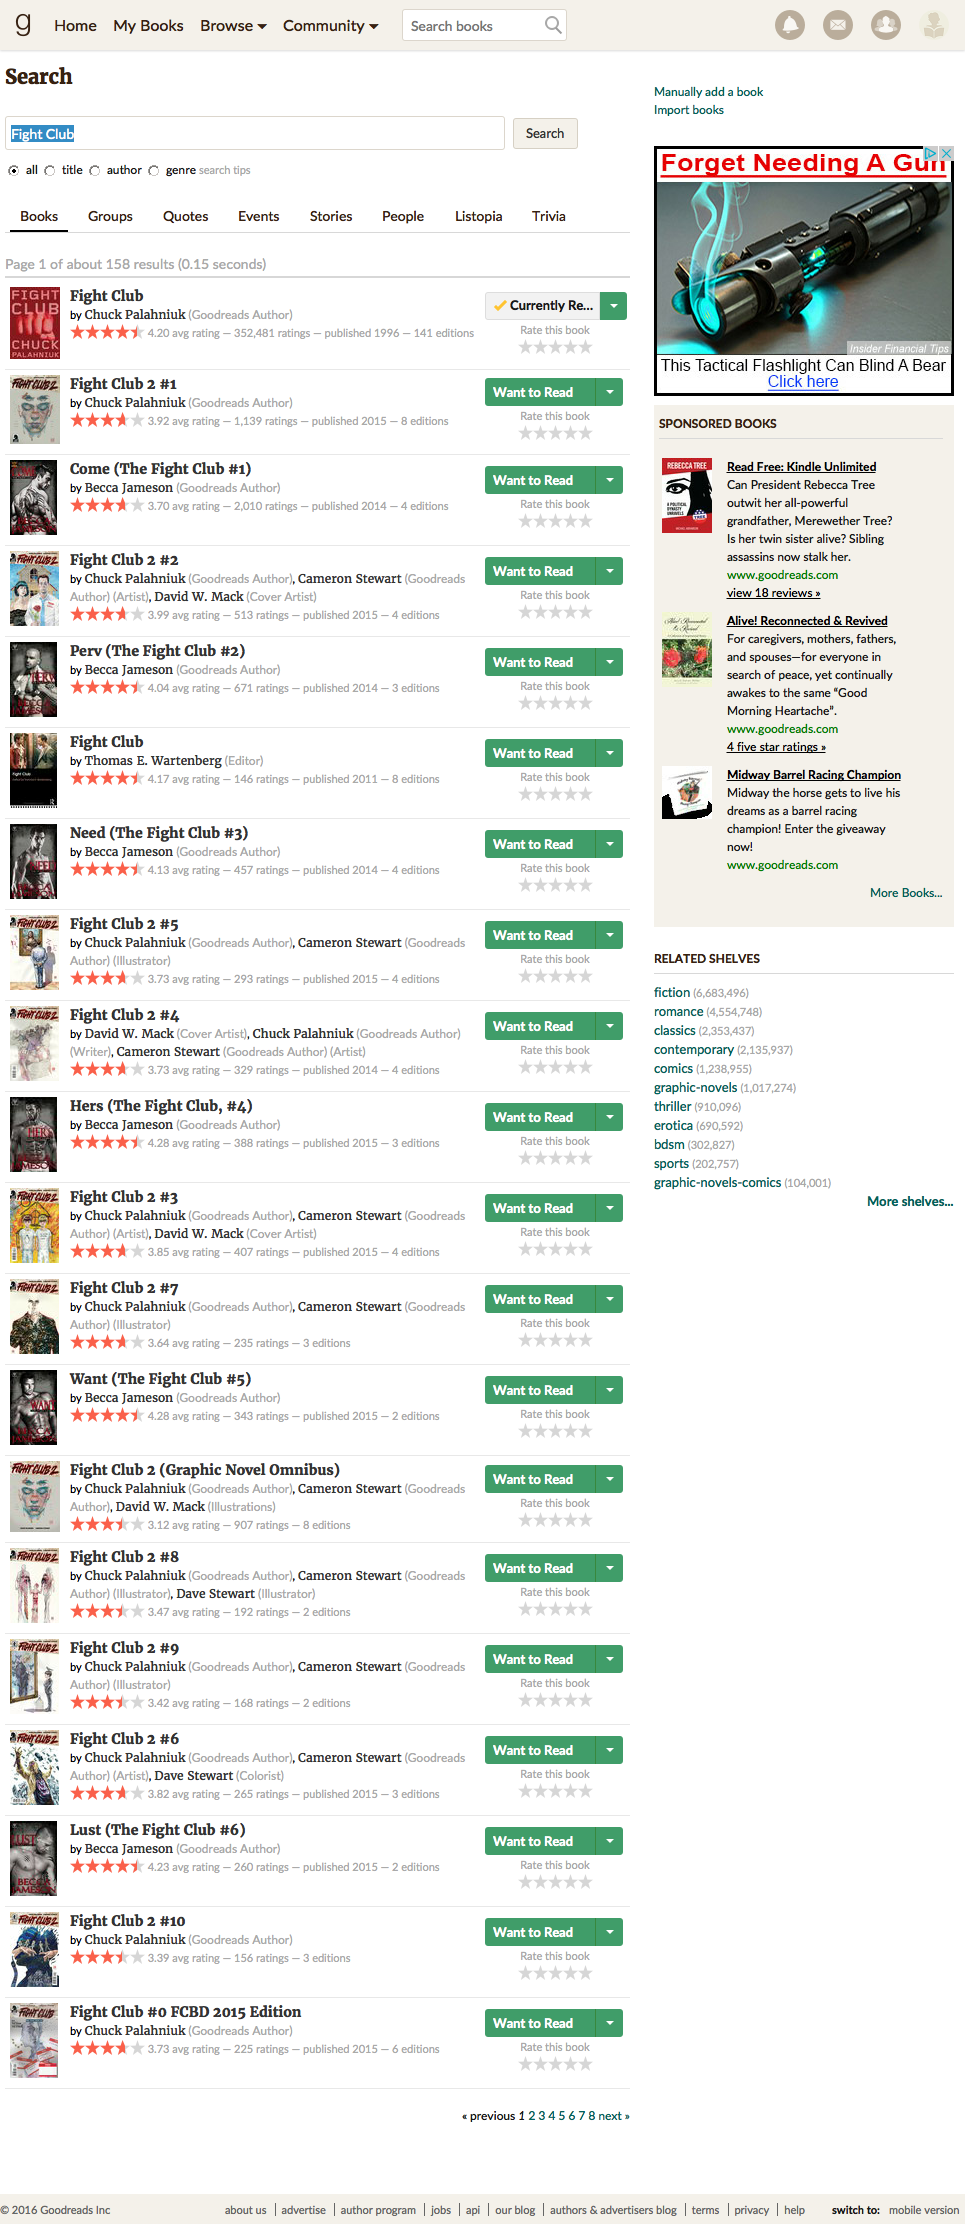 g Home My Books Browse Community Search books
Search
Manually add a book
Import books
Fight Club Search
all title author genre search tips
Books Groups Quotes Events Stories People Listopia Trivia
Page 1 of about 158 results (0.15 seconds)
FIGHT CLUB CHUCK PALAHNIUK
Fight Club
by Chuck Palahniuk (Goodreads Author)
4.20 avg rating — 352,481 ratings — published 1996 — 141 editions
Currently Re...
Rate this book
Fight Club 2 #1
by Chuck Palahniuk (Goodreads Author)
3.92 avg rating — 1,139 ratings — published 2015 — 8 editions
Want to Read
Rate this book
Come (The Fight Club #1)
by Becca Jameson (Goodreads Author)
3.70 avg rating — 2,010 ratings — published 2014 — 4 editions
Want to Read
Rate this book
Fight Club 2 #2
by Chuck Palahniuk (Goodreads Author), Cameron Stewart (Goodreads
Author) (Artist), David W. Mack (Cover Artist)
3.99 avg rating — 513 ratings — published 2015 — 4 editions
Want to Read
Rate this book
Perv (The Fight Club #2)
by Becca Jameson (Goodreads Author)
4.04 avg rating — 671 ratings — published 2014 — 3 editions
Want to Read
Rate this book
Fight Club
by Thomas E. Wartenberg (Editor)
4.17 avg rating — 146 ratings — published 2011 — 8 editions
Want to Read
Rate this book
Need (The Fight Club #3)
by Becca Jameson (Goodreads Author)
4.13 avg rating — 457 ratings — published 2014 — 4 editions
Want to Read
Rate this book
Fight Club 2 #5
by Chuck Palahniuk (Goodreads Author), Cameron Stewart (Goodreads
Author) (Illustrator)
3.73 avg rating — 293 ratings — published 2015 — 4 editions
Want to Read
Rate this book
Fight Club 2 #4
by David W. Mack (Cover Artist), Chuck Palahniuk (Goodreads Author)
(Writer), Cameron Stewart (Goodreads Author) (Artist)
3.73 avg rating — 329 ratings — published 2014 — 4 editions
Want to Read
Rate this book
Hers (The Fight Club, #4)
by Becca Jameson (Goodreads Author)
4.28 avg rating — 388 ratings — published 2015 — 3 editions
Want to Read
Rate this book
Fight Club 2 #3
by Chuck Palahniuk (Goodreads Author), Cameron Stewart (Goodreads
Author) (Artist), David W. Mack (Cover Artist)
3.85 avg rating — 407 ratings — published 2015 — 4 editions
Want to Read
Rate this book
Fight Club 2 #7
by Chuck Palahniuk (Goodreads Author), Cameron Stewart (Goodreads
Author) (Illustrator)
3.64 avg rating — 235 ratings — 3 editions
Want to Read
Rate this book
Want (The Fight Club #5)
by Becca Jameson (Goodreads Author)
4.28 avg rating — 343 ratings — published 2015 — 2 editions
Want to Read
Rate this book
Fight Club 2 (Graphic Novel Omnibus)
by Chuck Palahniuk (Goodreads Author), Cameron Stewart (Goodreads
Author), David W. Mack (Illustrations)
3.12 avg rating — 907 ratings — 8 editions
Want to Read
Rate this book
Fight Club 2 #8
by Chuck Palahniuk (Goodreads Author), Cameron Stewart (Goodreads
Author) (Illustrator), Dave Stewart (Illustrator)
3.47 avg rating — 192 ratings — 2 editions
Want to Read
Rate this book
Fight Club 2 #9
by Chuck Palahniuk (Goodreads Author), Cameron Stewart (Goodreads
Author) (Illustrator)
3.42 avg rating — 168 ratings — 2 editions
Want to Read
Rate this book
Fight Club 2 #6
by Chuck Palahniuk (Goodreads Author), Cameron Stewart (Goodreads
Author) (Artist), Dave Stewart (Colorist)
3.82 avg rating — 265 ratings — published 2015 — 3 editions
Want to Read
Rate this book
Lust (The Fight Club #6)
by Becca Jameson (Goodreads Author)
4.23 avg rating — 260 ratings — published 2015 — 2 editions
Want to Read
Rate this book
Fight Club 2 #10
by Chuck Palahniuk (Goodreads Author)
3.39 avg rating — 156 ratings — 3 editions
Want to Read
Rate this book
Fight Club #0 FCBD 2015 Edition
by Chuck Palahniuk (Goodreads Author)
3.73 avg rating — 225 ratings — published 2015 — 6 editions
Want to Read
Rate this book
« previous 1 2 3 4 5 6 7 8 next »
Forget Needing A Gun
Insider Financial Tips
This Tactical Flashlight Can Blind A Bear
Click here
SPONSORED BOOKS
REBECCA TREE
Read Free: Kindle Unlimited
Can President Rebecca Tree
outwit her all-powerful
grandfather, Merewether Tree?
Is her twin sister alive? Sibling
assassins now stalk her.
www.goodreads.com
view 18 reviews »
Alive! Reconnected & Revived
For caregivers, mothers, fathers,
and spouses—for everyone in
search of peace, yet continually
awakes to the same “Good
Morning Heartache”.
www.goodreads.com
4 five star ratings »
Midway Barrel Racing Champion
Midway the horse gets to live his
dreams as a barrel racing
champion! Enter the giveaway
now!
www.goodreads.com
More Books...
RELATED SHELVES
fiction (6,683,496)
romance (4,554,748)
classics (2,353,437)
contemporary (2,135,937)
comics (1,238,955)
graphic-novels (1,017,274)
thriller (910,096)
erotica (690,592)
bdsm (302,827)
sports (202,757)
graphic-novels-comics (104,001)
More shelves...
© 2016 Goodreads Inc about us | advertise | author program | jobs | api | our blog | authors & advertisers blog | terms | privacy | help switch to: mobile version